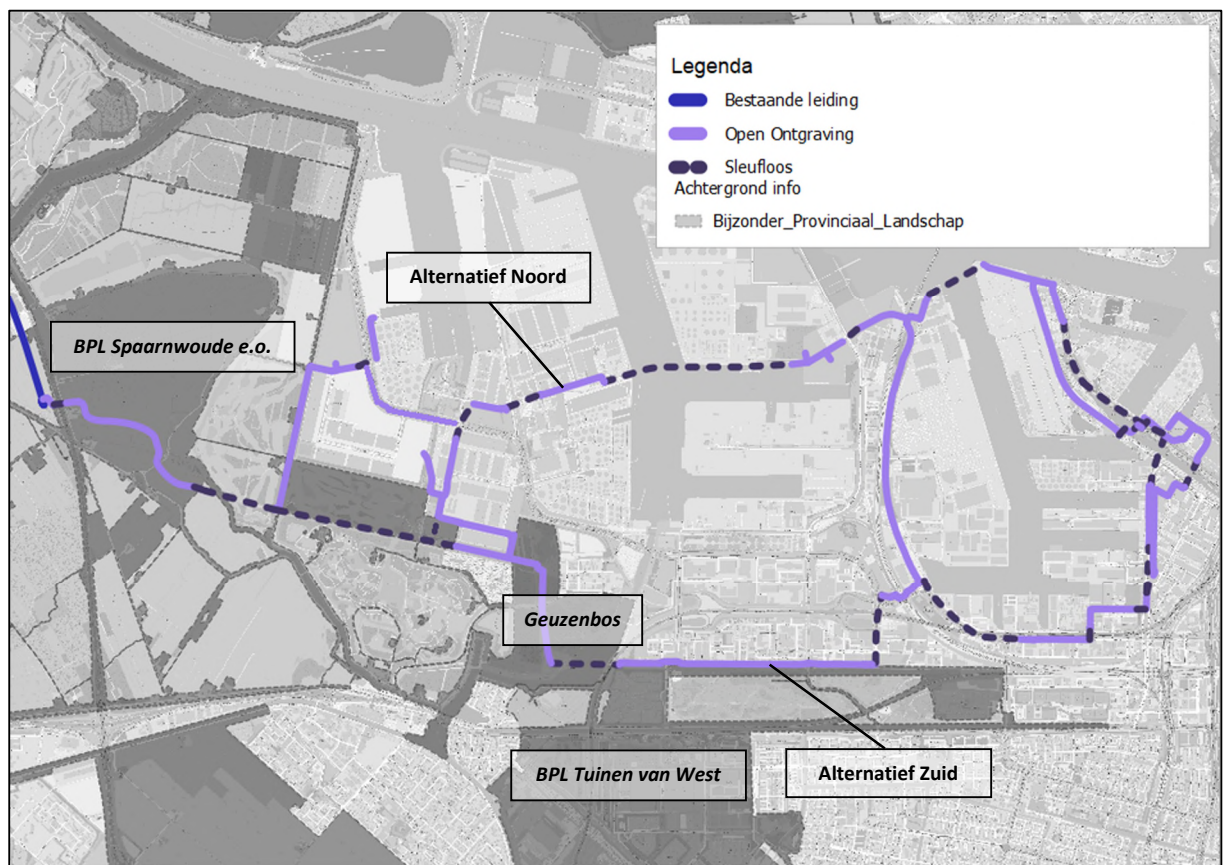 Legenda
Bestaande leiding
Open Ontgraving
Sleufloos
Achtergrond info
Bijzonder_Provinciaal_Landschap
Alternatief Noord
BPL Spaarnwoude e.o.
Geuzenbos
BPL Tuinen van West
Alternatief Zuid